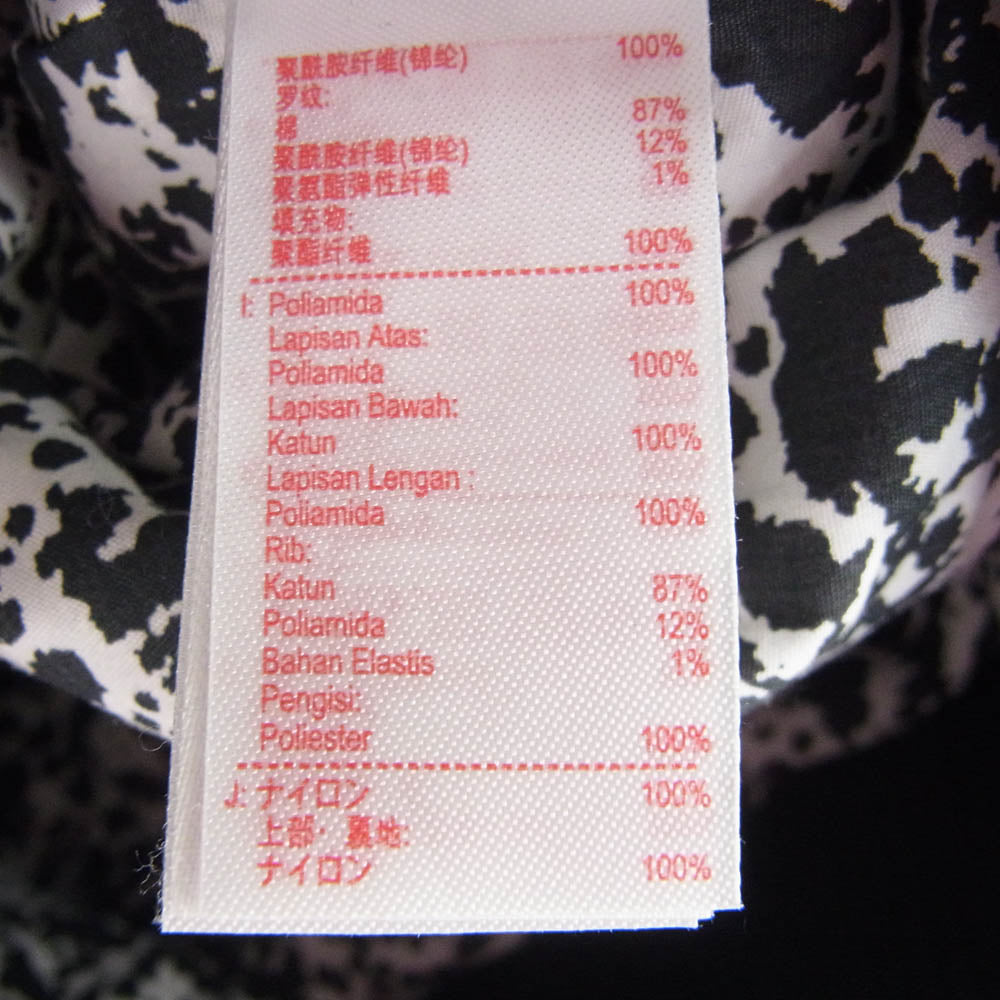 聚酰胺纤维(锦纶) 100%
罗纹:
棉 87%
聚酰胺纤维(锦纶) 12%
聚氨酯弹性纤维 1%
填充物:
聚酯纤维 100%
I: Poliamida 100%
Lapisan Atas:
Poliamida 100%
Lapisan Bawah:
Katun 100%
Lapisan Lengan :
Poliamida 100%
Rib:
Katun 87%
Poliamida 12%
Bahan Elastis 1%
Pengisi:
Poliester 100%
J: ナイロン 100%
上部・裏地:
ナイロン 100%